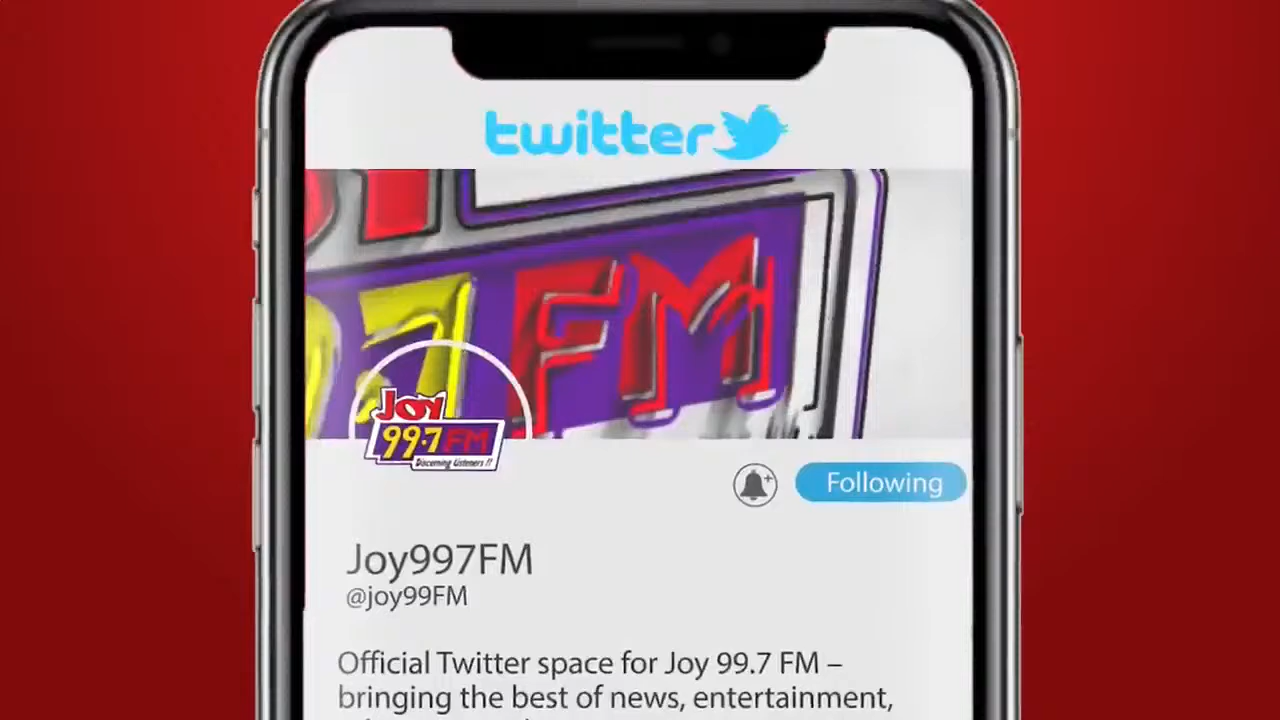 twitter
7 FM
Joy
99.7 FM
Discerning Listeners !!
Following
Joy997FM
@joy99FM
Official Twitter space for Joy 99.7 FM –
bringing the best of news, entertainment,